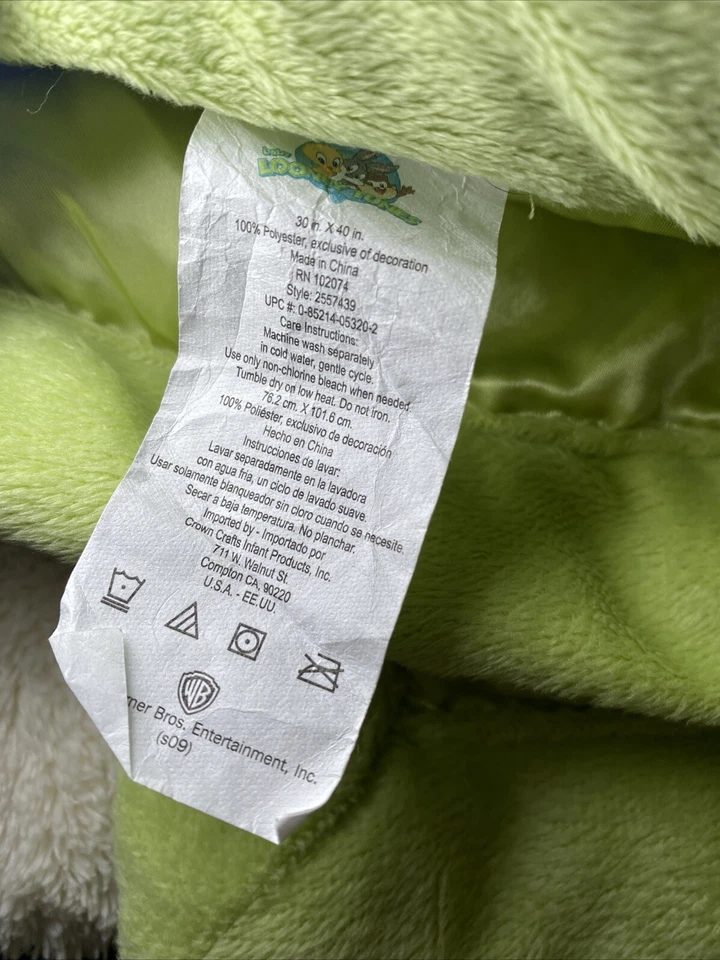 baby
LOONEY TUNES
30 in. X 40 in.
100% Polyester, exclusive of decoration
Made in China
RN 102074
Style: 2557439
UPC #: 0-85214-05320-2
Care Instructions:
Machine wash separately
in cold water, gentle cycle.
Use only non-chlorine bleach when needed.
Tumble dry on low heat. Do not iron.
76.2 cm. X 101.6 cm.
100% Poliéster, exclusivo de decoración
Hecho en China
Instrucciones de lavar:
Lavar separadamente en la lavadora
con agua fria, un ciclo de lavado suave.
Usar solamente blanqueador sin cloro cuando se necesite.
Secar a baja temperatura. No planchar.
Imported by - Importado por
Crown Crafts Infant Products, Inc.
711 W. Walnut St.
Compton CA, 90220
U.S.A. - EE.UU.
WB
rner Bros. Entertainment, Inc.
(s09)